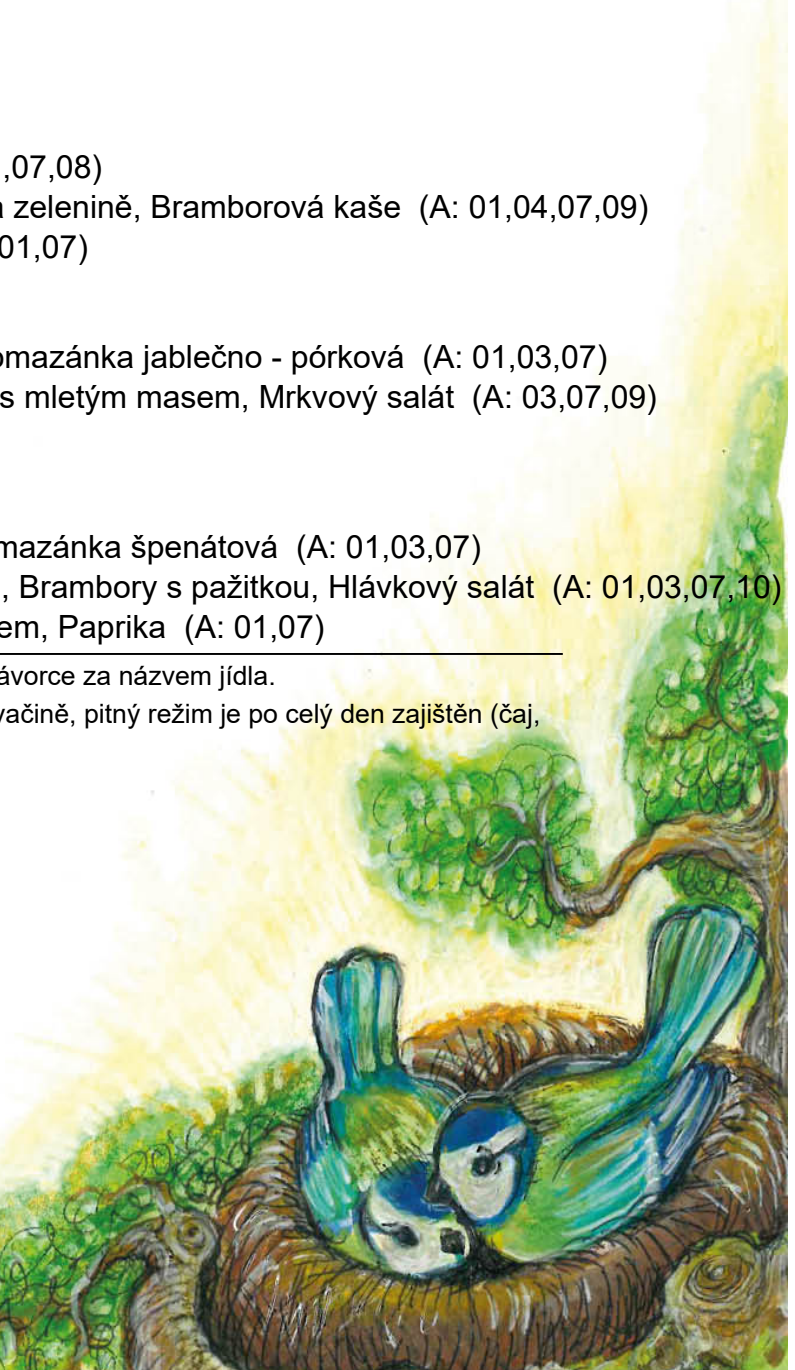 ,07,08)
zelenině, Bramborová kaše (A: 01,04,07,09)
01,07)
omazánka jablečno - pórková (A: 01,03,07)
s mletým masem, Mrkvový salát (A: 03,07,09)
mazánka špenátová (A: 01,03,07)
, Brambory s pažitkou, Hlávkový salát (A: 01,03,07,10)
em, Paprika (A: 01,07)
ávorce za názvem jídla.
vačině, pitný režim je po celý den zajištěn (čaj,